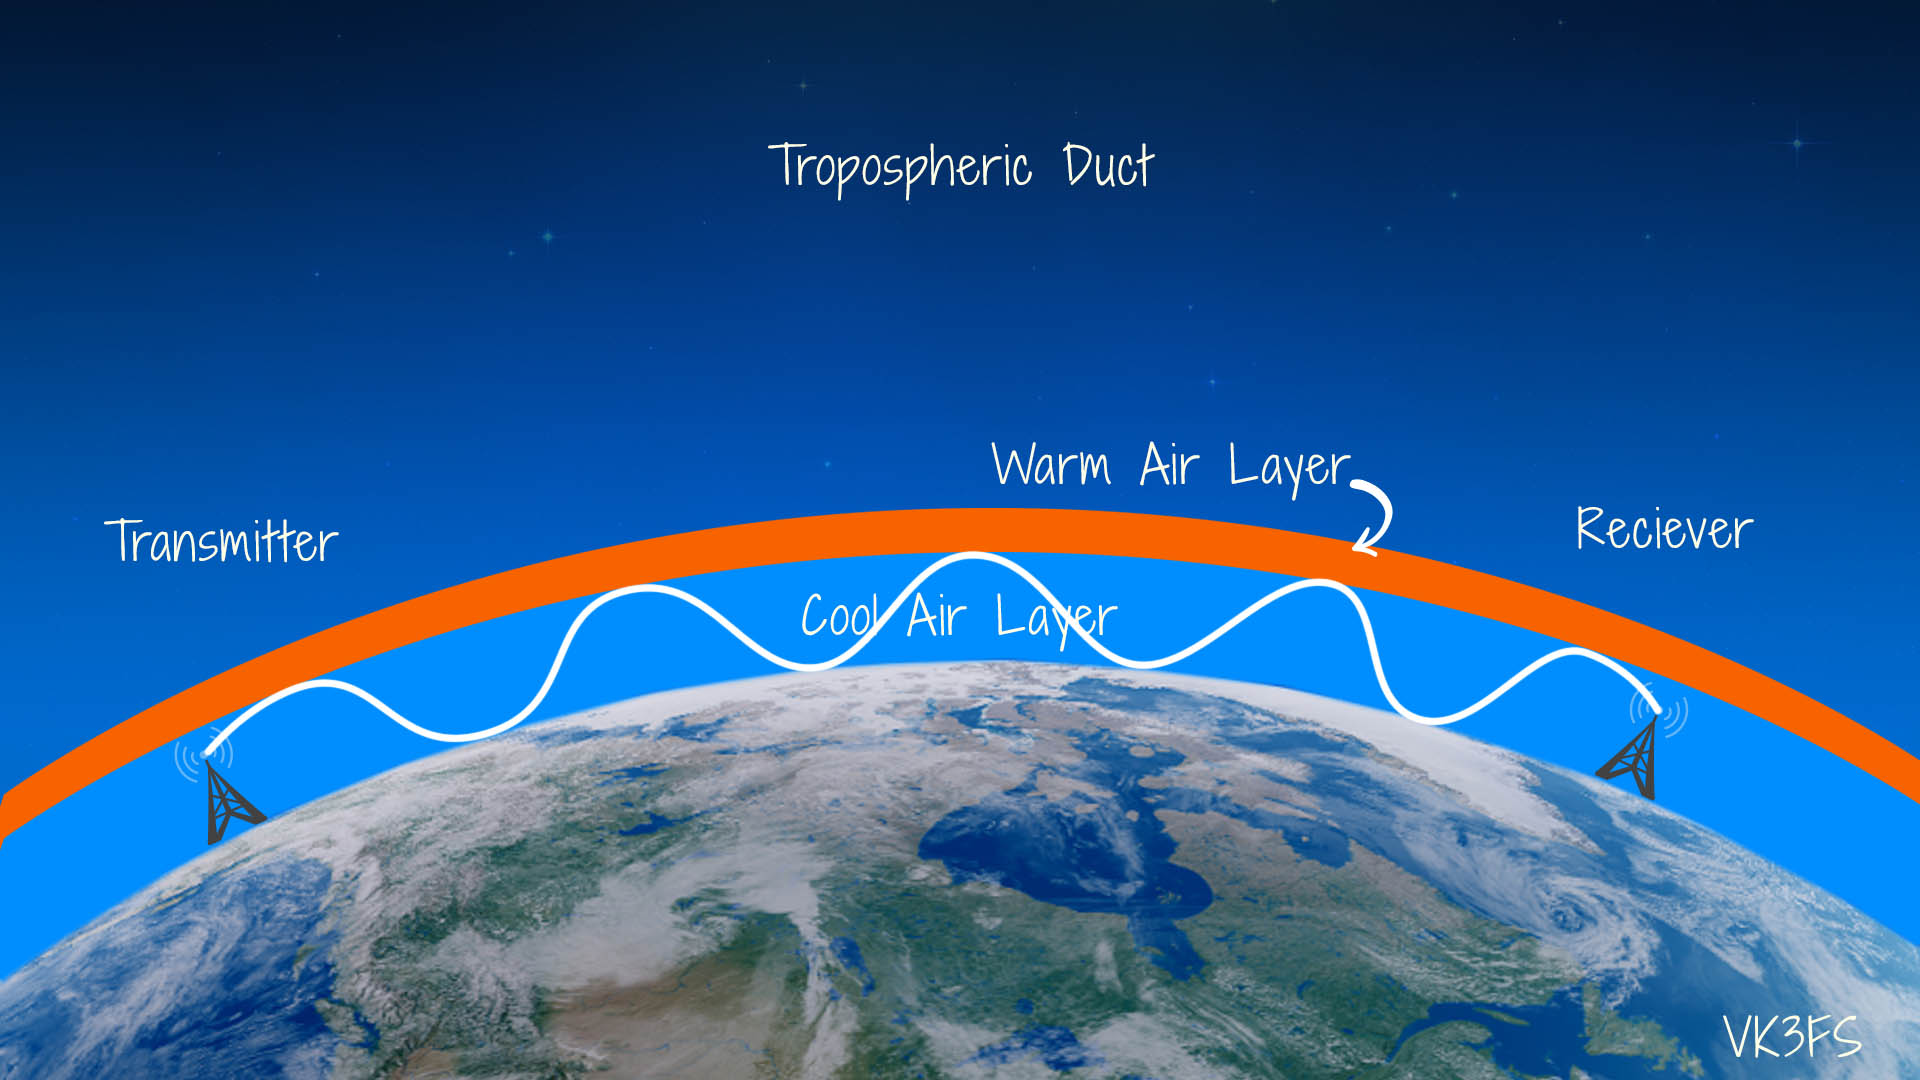 Tropospheric Duct
Warm Air Layer
Transmitter
Reciever
Cool Air Layer
VK3FS